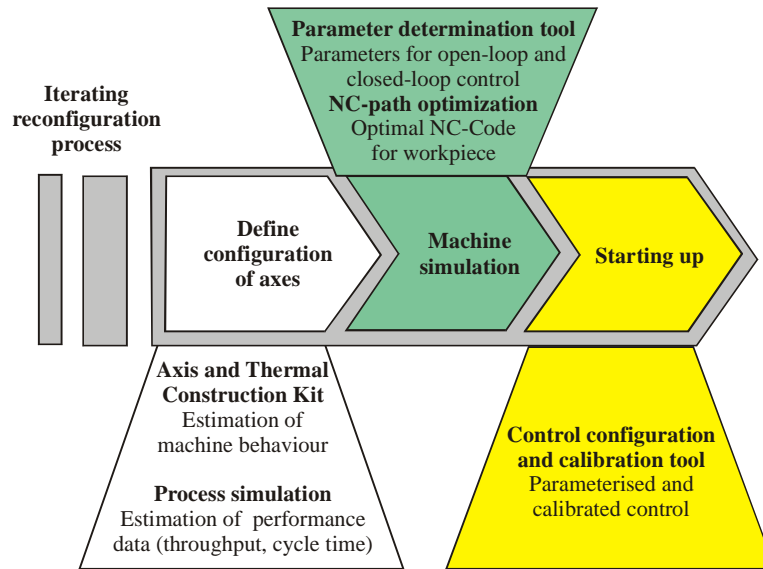 Parameter determination tool
Parameters for open-loop and
closed-loop control
NC-path optimization
Optimal NC-Code
for workpiece
Iterating
reconfiguration
process
Define
configuration
of axes
Machine
simulation
Starting up
Axis and Thermal
Construction Kit
Estimation of
machine behaviour
Process simulation
Estimation of performance
data (throughput, cycle time)
Control configuration
and calibration tool
Parameterised and
calibrated control